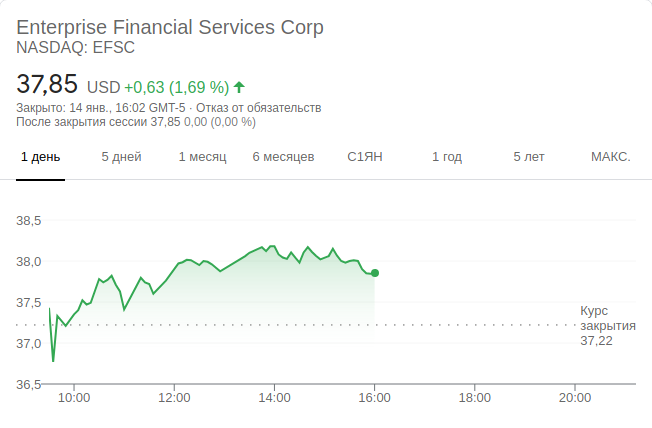 Enterprise Financial Services Corp
NASDAQ: EFSC
37,85 USD +0,63 (1,69 %)
Закрыто: 14 янв., 16:02 GMT-5 · Отказ от обязательств
После закрытия сессии 37,85 0,00 (0,00 %)
1 день 5 дней 1 месяц 6 месяцев С1ЯН 1 год 5 лет МАКС.
38,5
38,0
37,5
Курс
закрытия
37,22
37,0
36,5
10:00 12:00 14:00 16:00 18:00 20:00